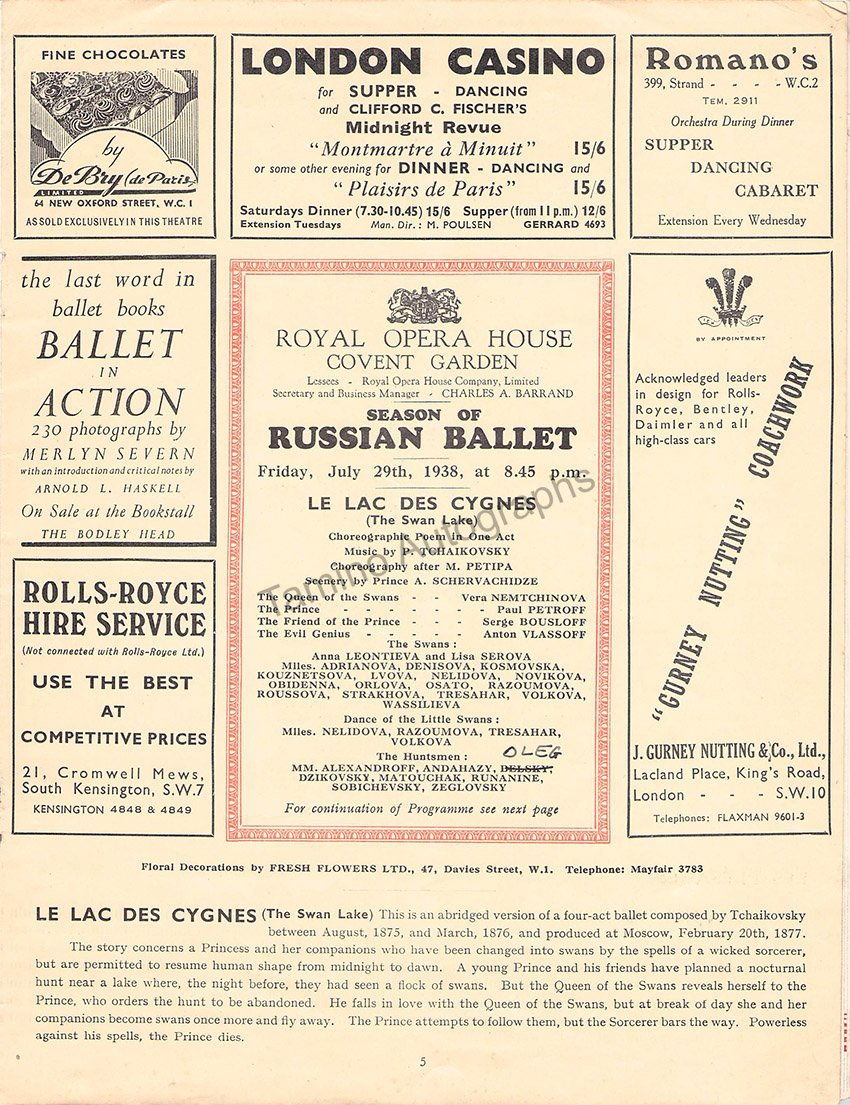 FINE CHOCOLATES
by
De Bry (de Paris)
LIMITED
64 NEW OXFORD STREET, W.C.1
AS SOLD EXCLUSIVELY IN THIS THEATRE
LONDON CASINO
for SUPPER - DANCING
and CLIFFORD C. FISCHER'S
Midnight Revue
"Montmartre à Minuit" 15/6
or some other evening for DINNER - DANCING and
"Plaisirs de Paris" 15/6
Saturdays Dinner (7.30-10.45) 15/6 Supper (from 11 p.m.) 12/6
Extension Tuesdays Man. Dir.: M. POULSEN GERRARD 4693
Romano's
399, Strand - - - - W.C.2
TEM. 2911
Orchestra During Dinner
SUPPER
DANCING
CABARET
Extension Every Wednesday
the last word in
ballet books
BALLET
IN
ACTION
230 photographs by
MERLYN SEVERN
with an introduction and critical notes by
ARNOLD L. HASKELL
On Sale at the Bookstall
THE BODLEY HEAD
ROLLS-ROYCE
HIRE SERVICE
(Not connected with Rolls-Royce Ltd.)
USE THE BEST
AT
COMPETITIVE PRICES
21, Cromwell Mews,
South Kensington, S.W.7
KENSINGTON 4848 & 4849
ROYAL OPERA HOUSE
COVENT GARDEN
Lessees - Royal Opera House Company, Limited
Secretary and Business Manager - CHARLES A. BARRAND
SEASON OF
RUSSIAN BALLET
Friday, July 29th, 1938, at 8.45 p.m.
LE LAC DES CYGNES
(The Swan Lake)
Choreographic Poem in One Act
Music by P. TCHAIKOVSKY
Choreography after M. PETIPA
Scenery by Prince A. SCHERVACHIDZE
The Queen of the Swans - - Vera NEMTCHINOVA
The Prince - - - - - - - Paul PETROFF
The Friend of the Prince - - - Serge BOUSLOFF
The Evil Genius - - - - - Anton VLASSOFF
The Swans :
Anna LEONTIEVA and Lisa SEROVA
Mlles. ADRIANOVA, DENISOVA, KOSMOVSKA,
KOUZNETSOVA, LVOVA, NELIDOVA, NOVIKOVA,
OBIDENNA, ORLOVA, OSATO, RAZOUMOVA,
ROUSSOVA, STRAKHOVA, TRESAHAR, VOLKOVA,
WASSILIEVA
Dance of the Little Swans :
Mlles. NELIDOVA, RAZOUMOVA, TRESAHAR,
VOLKOVA
The Huntsmen :
OLEG
MM. ALEXANDROFF, ANDAHAZY, BELSKY,
DZIKOVSKY, MATOUCHAK, RUNANINE,
SOBICHEVSKY, ZEGLOVSKY
For continuation of Programme see next page
Tamino Autographs
BY APPOINTMENT
Acknowledged leaders
in design for Rolls-
Royce, Bentley,
Daimler and all
high-class cars
"GURNEY NUTTING" COACHWORK
J. GURNEY NUTTING & Co., Ltd.,
Lacland Place, King's Road,
London - - - S.W.10
Telephones: FLAXMAN 9601-3
Floral Decorations by FRESH FLOWERS LTD., 47, Davies Street, W.1. Telephone: Mayfair 3783
LE LAC DES CYGNES (The Swan Lake) This is an abridged version of a four-act ballet composed by Tchaikovsky
between August, 1875, and March, 1876, and produced at Moscow, February 20th, 1877.
The story concerns a Princess and her companions who have been changed into swans by the spells of a wicked sorcerer,
but are permitted to resume human shape from midnight to dawn. A young Prince and his friends have planned a nocturnal
hunt near a lake where, the night before, they had seen a flock of swans. But the Queen of the Swans reveals herself to the
Prince, who orders the hunt to be abandoned. He falls in love with the Queen of the Swans, but at break of day she and her
companions become swans once more and fly away. The Prince attempts to follow them, but the Sorcerer bars the way. Powerless
against his spells, the Prince dies.
5